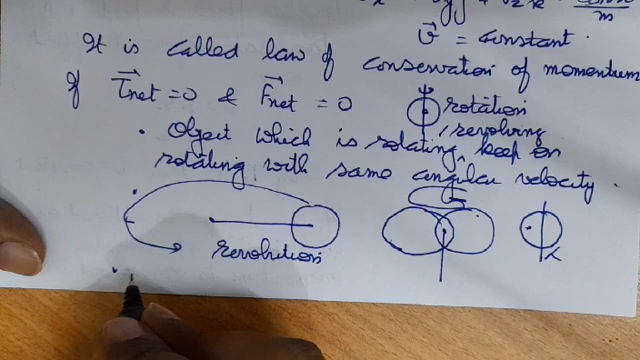 v⃗ = constant.
It is called law of conservation of momentum
If τ⃗net = 0 & F⃗net = 0
rotation
• Object which is rotating, keep on
/revolving
rotating with same angular velocity.
revolution